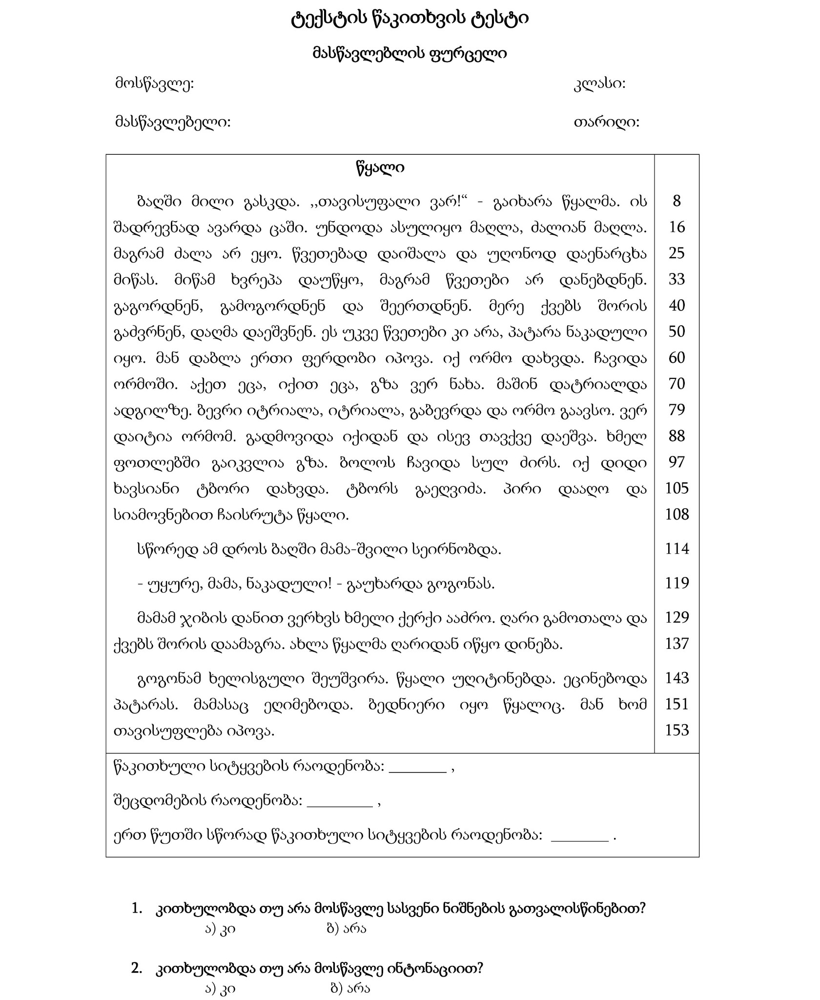 ტექსტის წაკითხვის ტესტი
მასწავლებლის ფურცელი
მოსწავლე: კლასი:
მასწავლებელი: თარიღი:
წყალი
ბაღში მილი გასკდა. ,,თავისუფალი ვარ!“ - გაიხარა წყალმა. ის 8
შადრევნად ავარდა ცაში. უნდოდა ასულიყო მაღლა, ძალიან მაღლა. 16
მაგრამ ძალა არ ეყო. წვეთებად დაიშალა და უღონოდ დაენარცხა 25
მიწას. მიწამ ხვრეპა დაუწყო, მაგრამ წვეთები არ დანებდნენ. 33
გაგორდნენ, გამოგორდნენ და შეერთდნენ. მერე ქვებს შორის 40
გაძვრნენ, დაღმა დაეშვნენ. ეს უკვე წვეთები კი არა, პატარა ნაკადული 50
იყო. მან დაბლა ერთი ფერდობი იპოვა. იქ ორმო დახვდა. ჩავიდა 60
ორმოში. აქეთ ეცა, იქით ეცა, გზა ვერ ნახა. მაშინ დატრიალდა 70
ადგილზე. ბევრი იტრიალა, იტრიალა, გაბევრდა და ორმო გაავსო. ვერ 79
დაიტია ორმომ. გადმოვიდა იქიდან და ისევ თავქვე დაეშვა. ხმელ 88
ფოთლებში გაიკვლია გზა. ბოლოს ჩავიდა სულ ძირს. იქ დიდი 97
ხავსიანი ტბორი დახვდა. ტბორს გაეღვიძა. პირი დააღო და 105
სიამოვნებით ჩაისრუტა წყალი. 108
სწორედ ამ დროს ბაღში მამა-შვილი სეირნობდა. 114
- უყურე, მამა, ნაკადული! - გაუხარდა გოგონას. 119
მამამ ჯიბის დანით ვერხვს ხმელი ქერქი ააძრო. ღარი გამოთალა და 129
ქვებს შორის დაამაგრა. ახლა წყალმა ღარიდან იწყო დინება. 137
გოგონამ ხელისგული შეუშვირა. წყალი უღიტინებდა. ეცინებოდა 143
პატარას. მამასაც ეღიმებოდა. ბედნიერი იყო წყალიც. მან ხომ 151
თავისუფლება იპოვა. 153
წაკითხული სიტყვების რაოდენობა: ________ ,
შეცდომების რაოდენობა: _________ ,
ერთ წუთში სწორად წაკითხული სიტყვების რაოდენობა: ________ .
1. კითხულობდა თუ არა მოსწავლე სასვენი ნიშნების გათვალისწინებით?
ა) კი ბ) არა
2. კითხულობდა თუ არა მოსწავლე ინტონაციით?
ა) კი ბ) არა